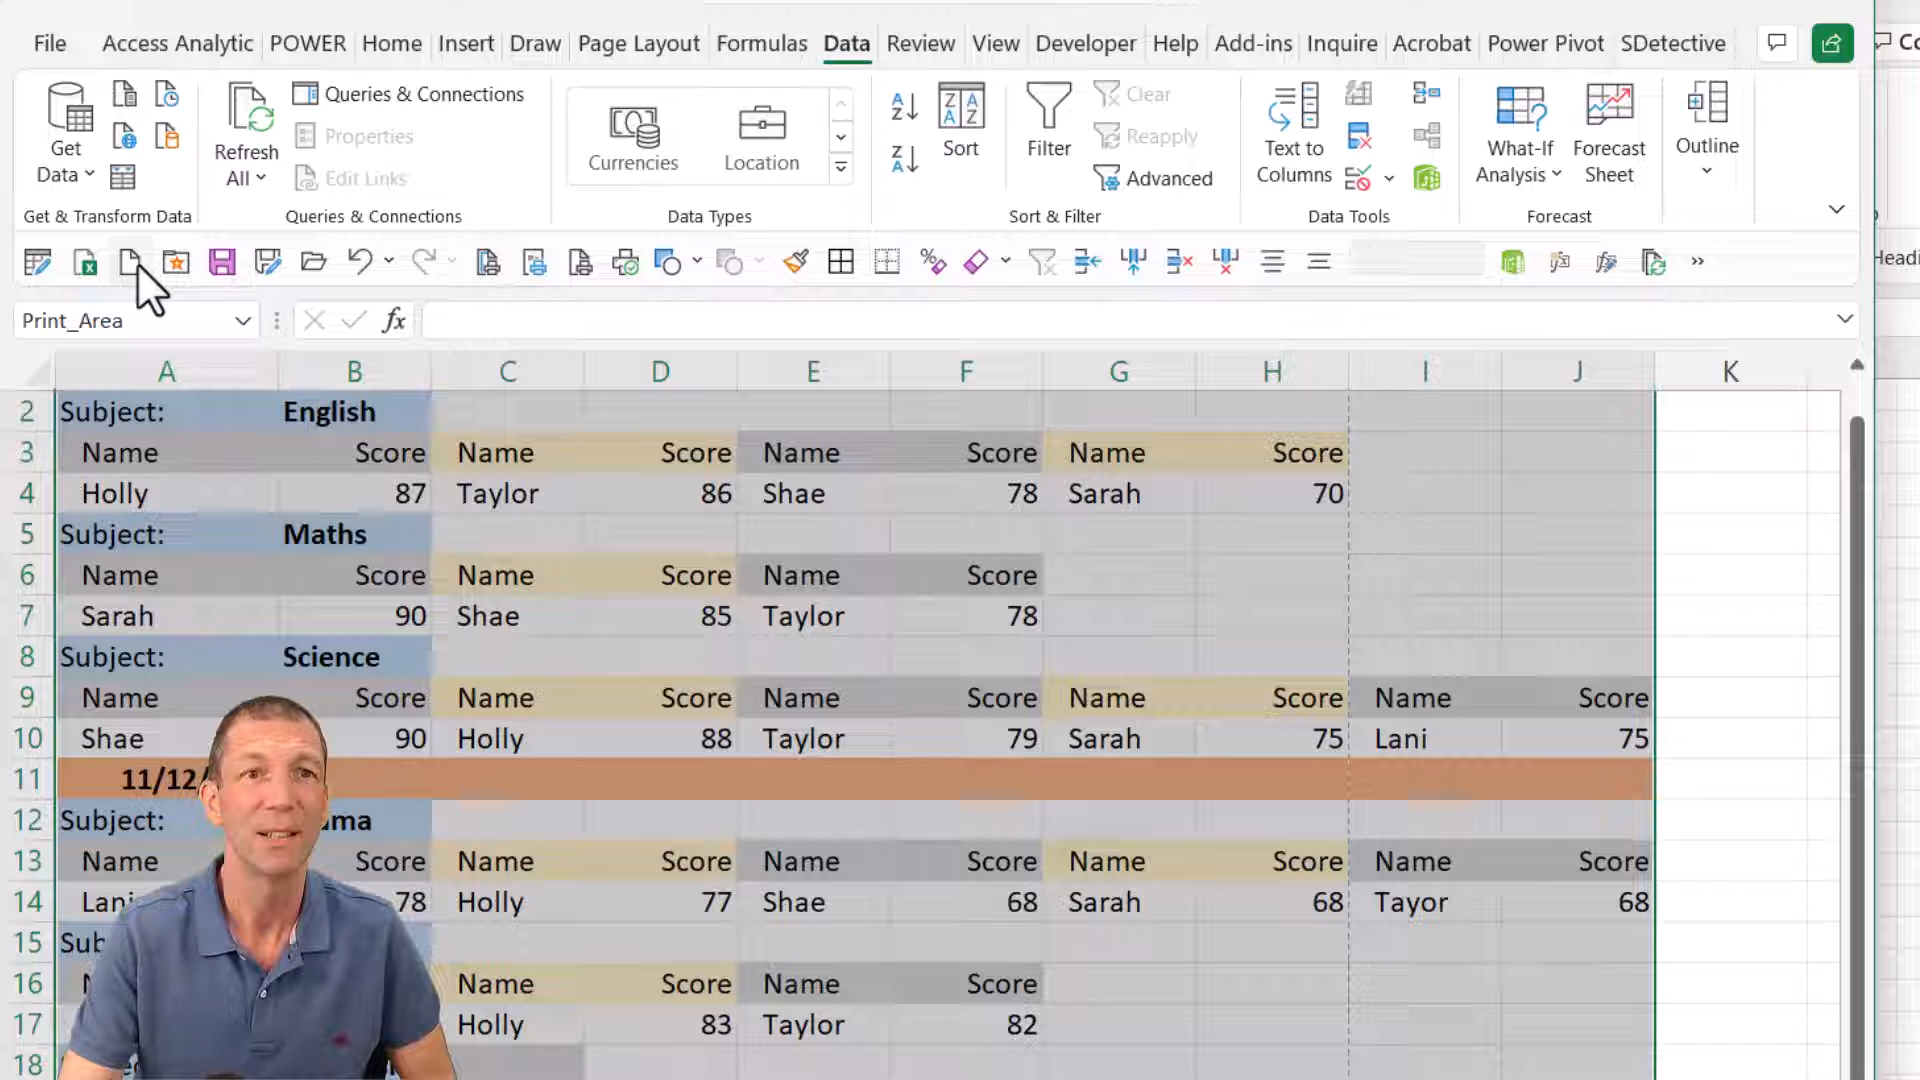 File Access Analytic POWER Home Insert Draw Page Layout Formulas Data Review View Developer Help Add-ins Inquire Acrobat Power Pivot SDetective
Get Data
Refresh All
Queries & Connections
Properties
Edit Links
Currencies
Location
Sort
Filter
Clear
Reapply
Advanced
Text to Columns
What-If Analysis
Forecast Sheet
Outline
Get & Transform Data Queries & Connections Data Types Sort & Filter Data Tools Forecast
Print_Area fx
A B C D E F G H I J K
2 Subject: English
3 Name Score Name Score Name Score Name Score
4 Holly 87 Taylor 86 Shae 78 Sarah 70
5 Subject: Maths
6 Name Score Name Score Name Score
7 Sarah 90 Shae 85 Taylor 78
8 Subject: Science
9 Name Score Name Score Name Score Name Score Name Score
10 Shae 90 Holly 88 Taylor 79 Sarah 75 Lani 75
11 11/12/
12 Subject: ama
13 Name Score Name Score Name Score Name Score Name Score
14 Lani 78 Holly 77 Shae 68 Sarah 68 Tayor 68
15 Sub
16 Name Score Name Score
17 Holly 83 Taylor 82
18